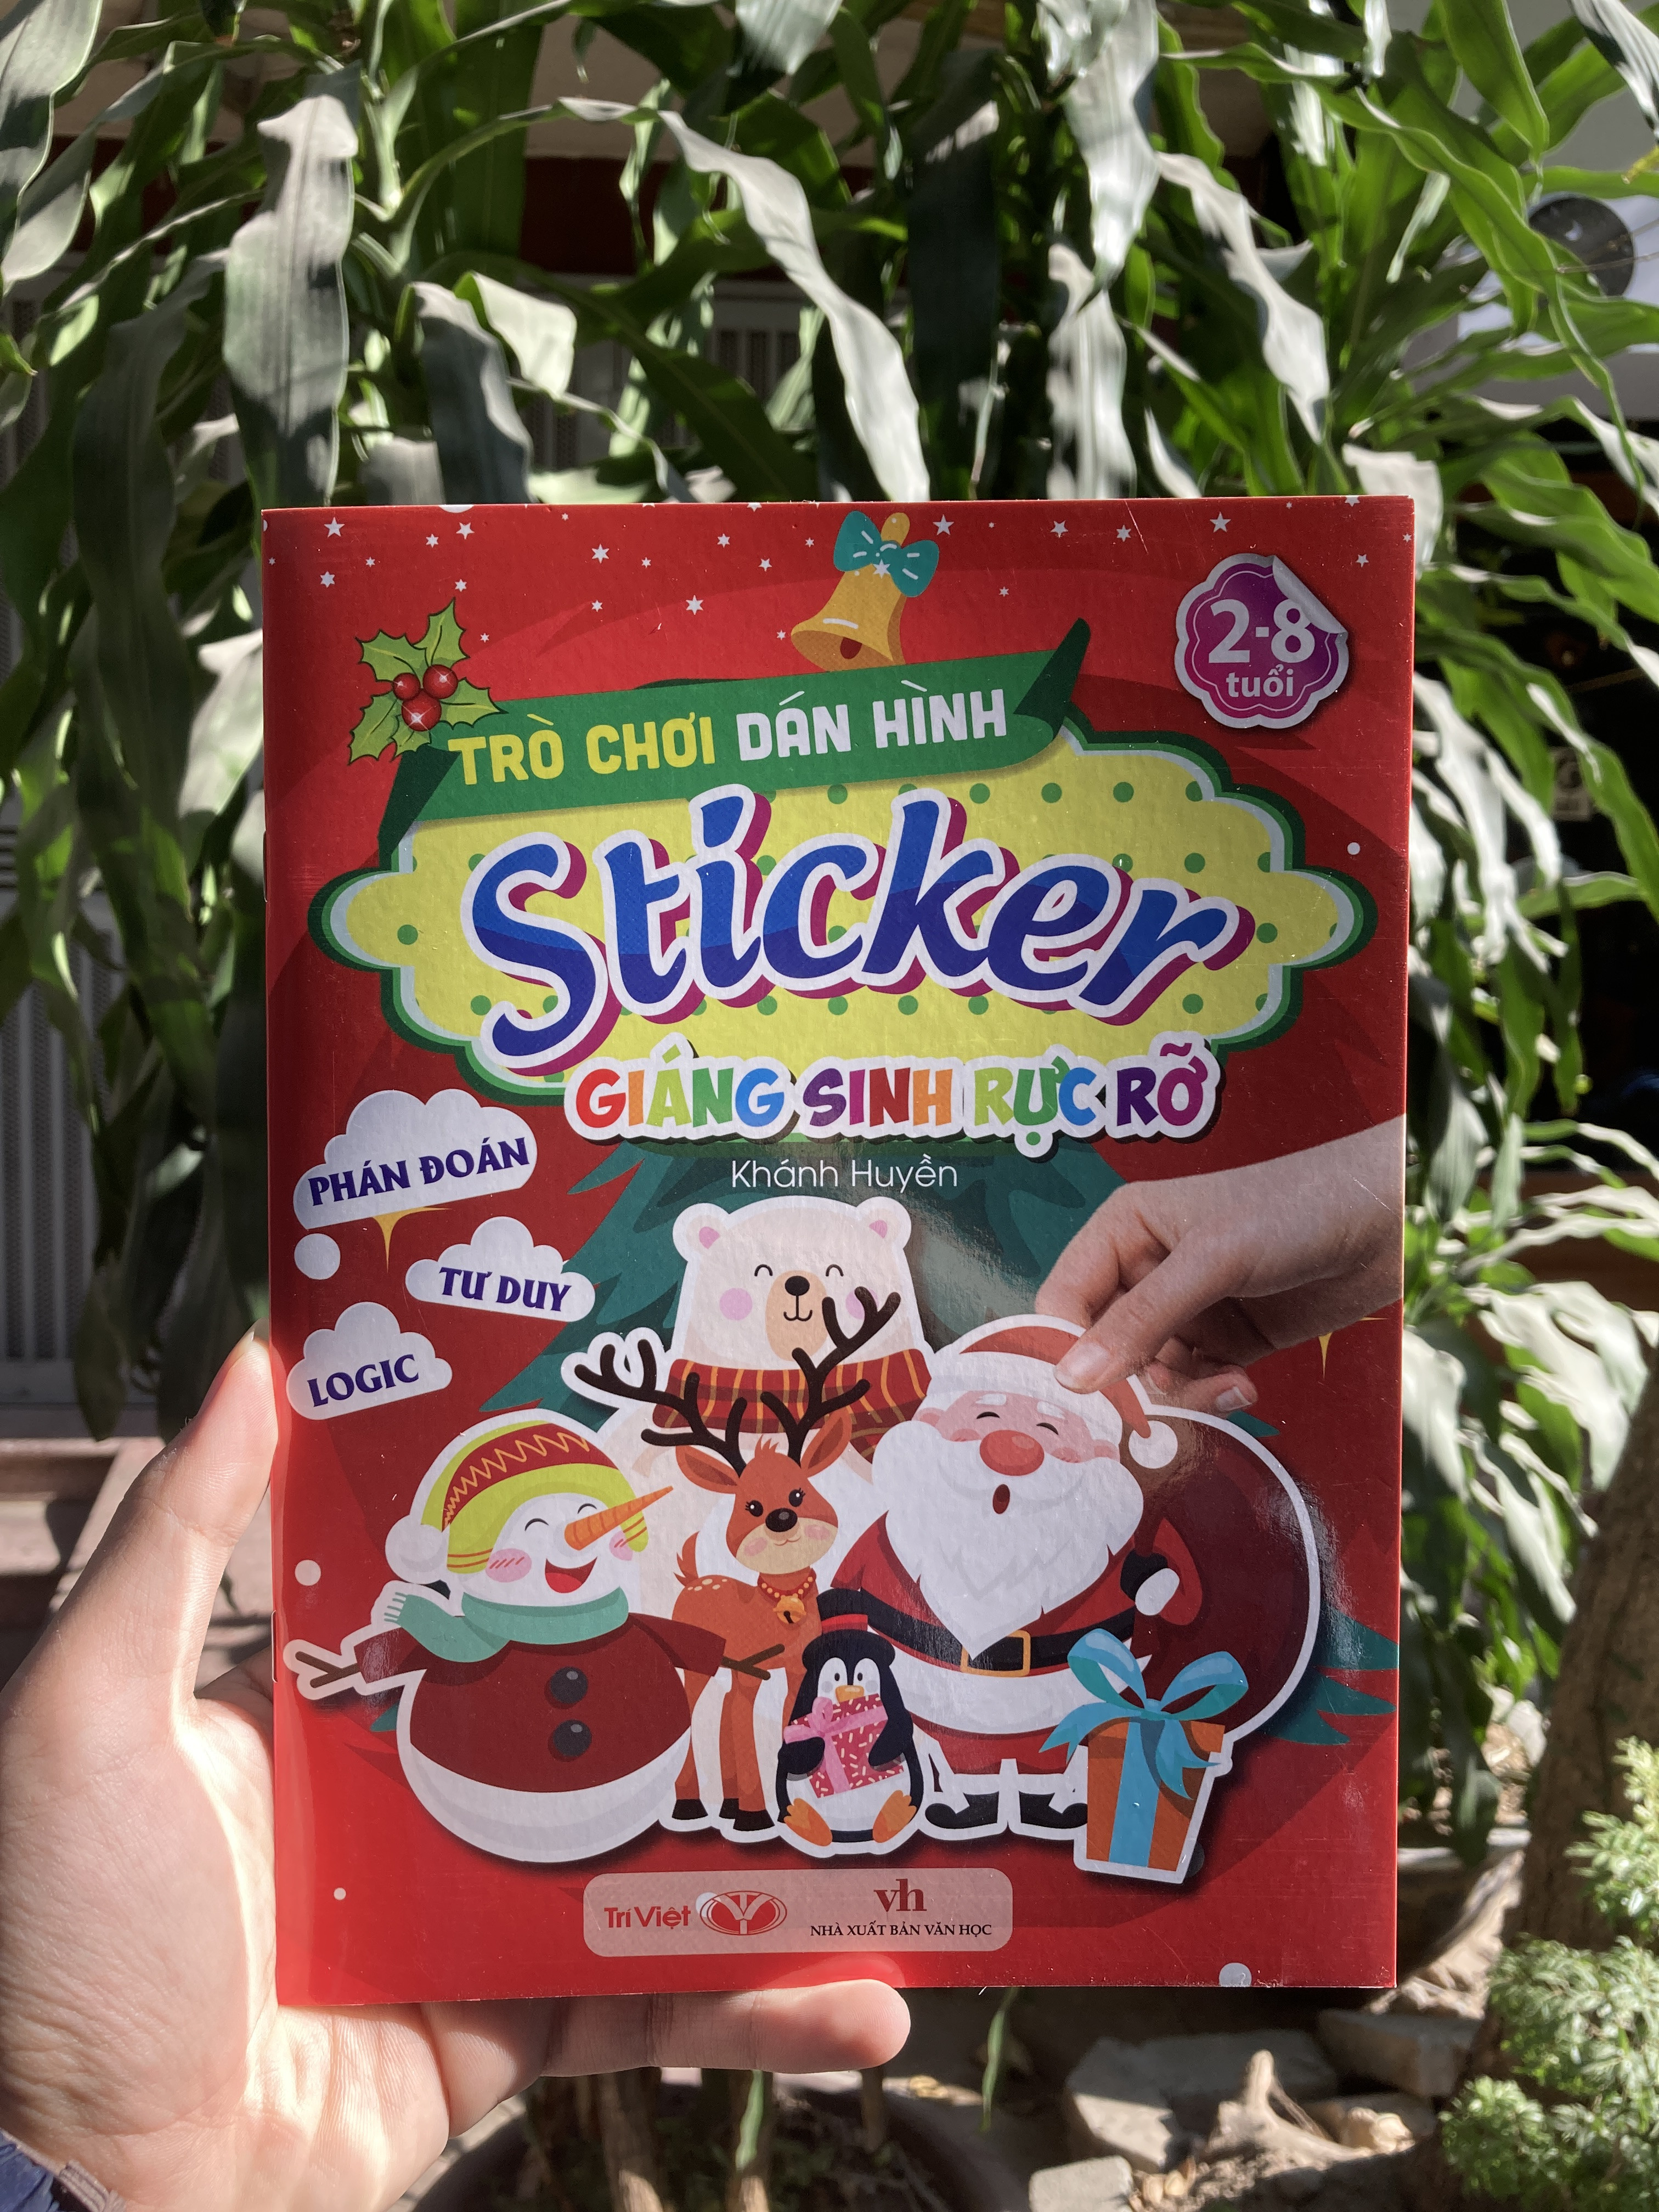 2-8
tuổi
TRÒ CHƠI DÁN HÌNH
Sticker
GIÁNG SINH RỰC RỠ
Khánh Huyền
PHÁN ĐOÁN
TƯ DUY
LOGIC
Trí Việt
vh
NHÀ XUẤT BẢN VĂN HỌC